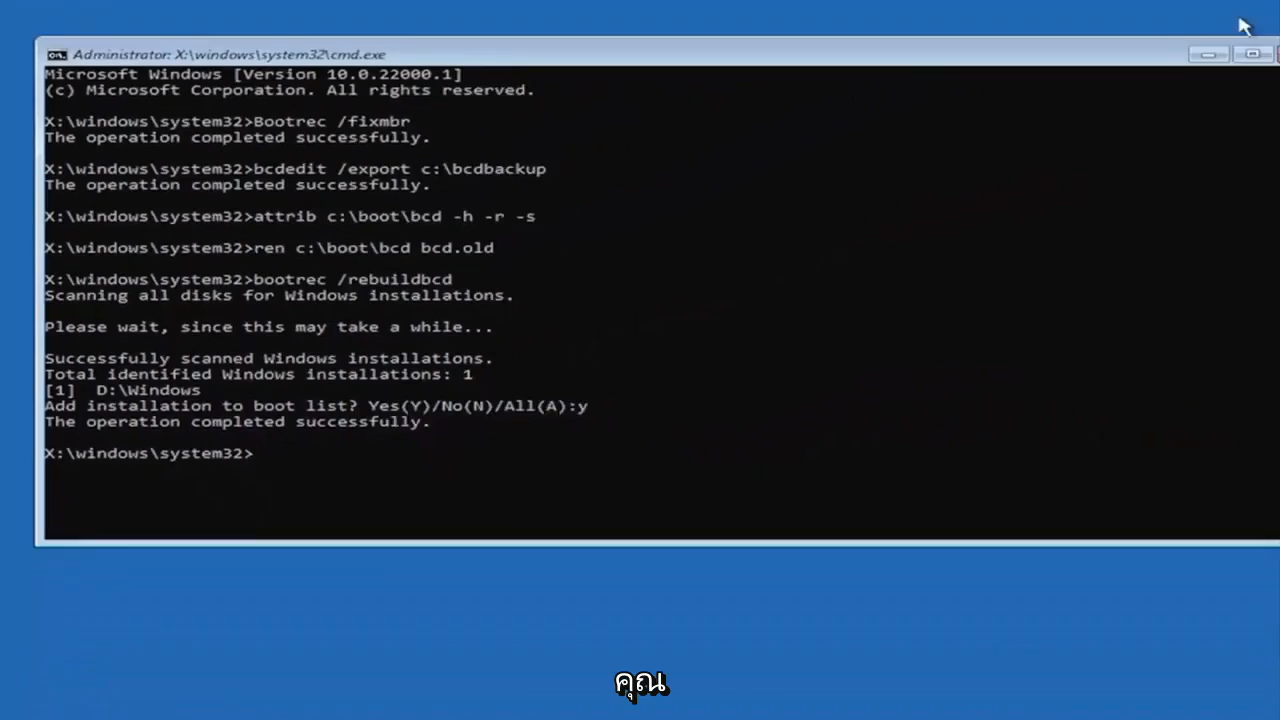 Administrator: X:\windows\system32\cmd.exe
Microsoft Windows [Version 10.0.22000.1]
(c) Microsoft Corporation. All rights reserved.
X:\windows\system32>Bootrec /fixmbr
The operation completed successfully.
X:\windows\system32>bcdedit /export c:\bcdbackup
The operation completed successfully.
X:\windows\system32>attrib c:\boot\bcd -h -r -s
X:\windows\system32>ren c:\boot\bcd bcd.old
X:\windows\system32>bootrec /rebuildbcd
Scanning all disks for Windows installations.
Please wait, since this may take a while...
Successfully scanned Windows installations.
Total identified Windows installations: 1
[1]  D:\Windows
Add installation to boot list? Yes(Y)/No(N)/All(A):y
The operation completed successfully.
X:\windows\system32>
คุณ